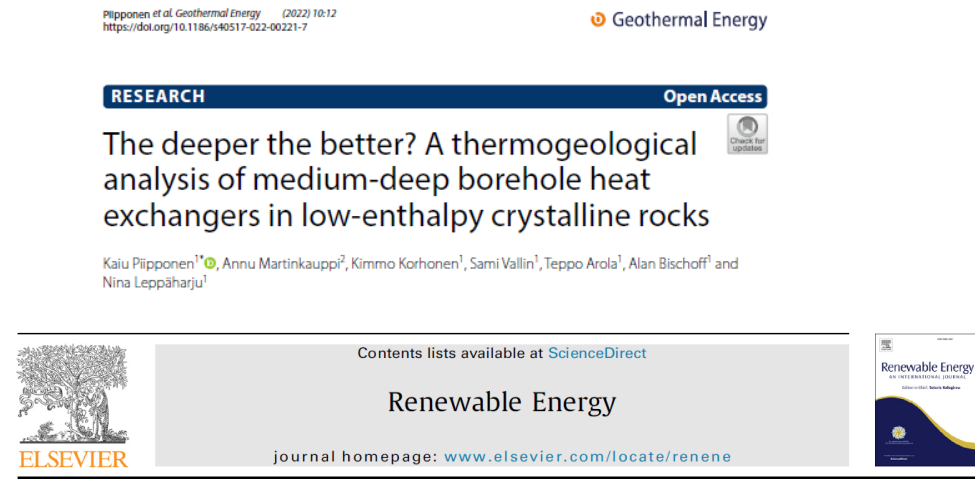 Piipponen et al. Geothermal Energy (2022) 10:12
https://doi.org/10.1186/s40517-022-00221-7
Geothermal Energy
RESEARCH
Open Access
Check for
updates
The deeper the better? A thermogeological
analysis of medium-deep borehole heat
exchangers in low-enthalpy crystalline rocks
Kaiu Piipponen1*, Annu Martinkauppi2, Kimmo Korhonen1, Sami Vallin1, Teppo Arola1, Alan Bischoff1 and
Nina Leppäharju1
Contents lists available at ScienceDirect
Renewable Energy
journal homepage: www.elsevier.com/locate/renene
ELSEVIER
Renewable Energy
AN INTERNATIONAL JOURNAL